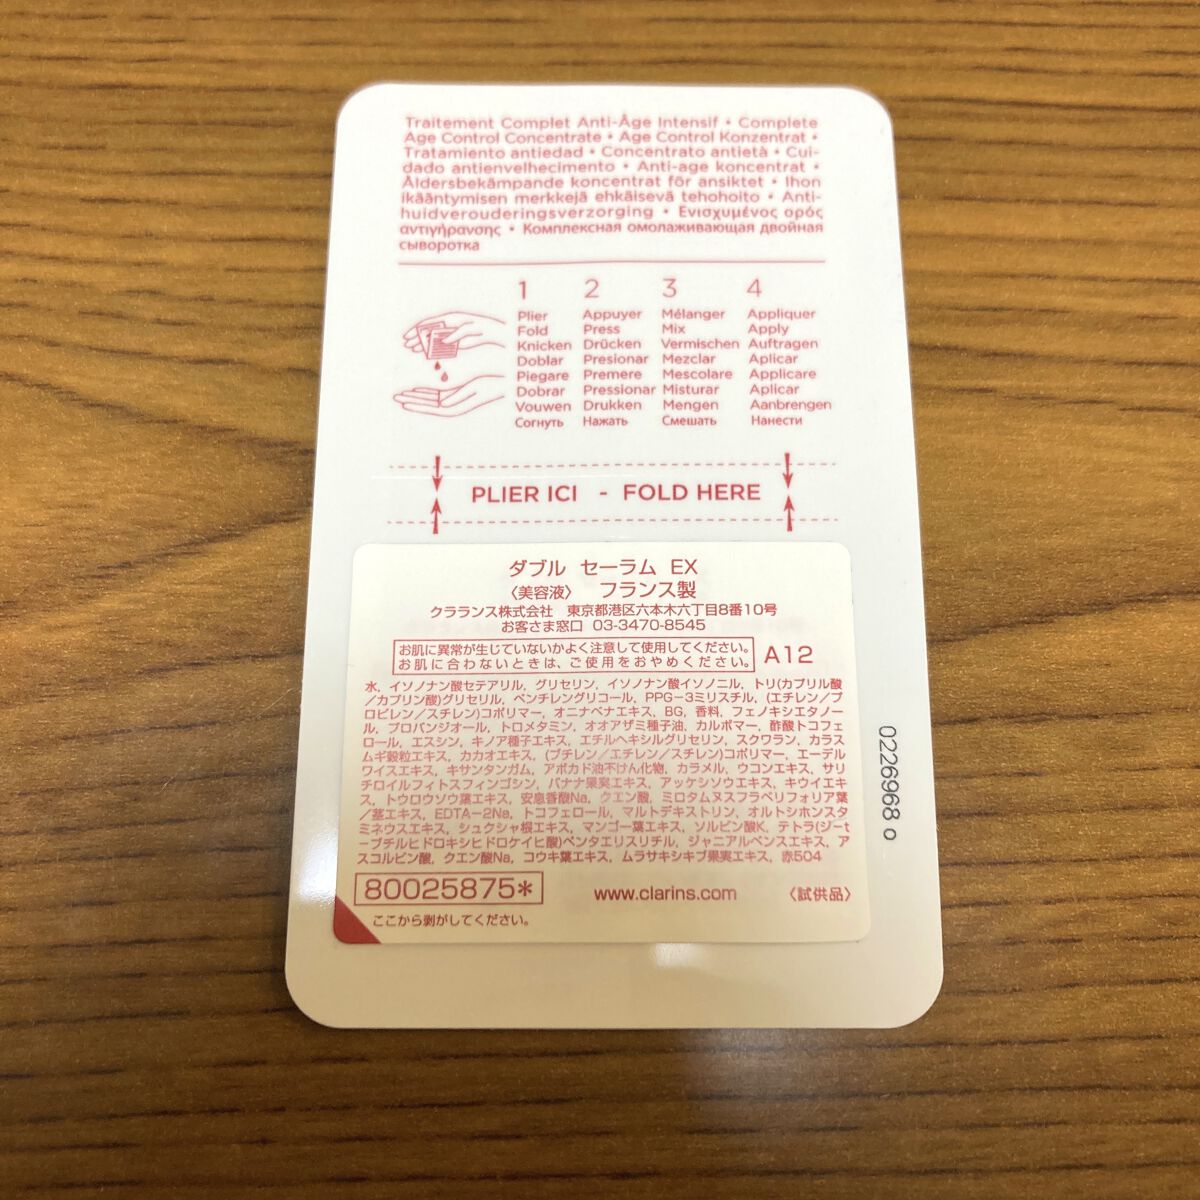 Traitement Complet Anti-Âge Intensif • Complete
Age Control Concentrate • Age Control Konzentrat •
Tratamiento antiedad • Concentrato antietà • Cui-
dado antienvelhecimento • Anti-age koncentrat •
Åldersbekämpande koncentrat för ansiktet • Ihon
ikääntymisen merkkejä ehkäisevä tehohoito • Anti-
huidverouderingsverzorging • Ενισχυμένος ορός
αντιγήρανσης • Комплексная омолаживающая двойная
сыворотка
1 2 3 4
Plier Appuyer Mélanger Appliquer
Fold Press Mix Apply
Knicken Drücken Vermischen Auftragen
Doblar Presionar Mezclar Aplicar
Piegare Premere Mescolare Applicare
Dobrar Pressionar Misturar Aplicar
Vouwen Drukken Mengen Aanbrengen
Согнуть Нажать Смешать Нанести
PLIER ICI - FOLD HERE
ダブル セーラム EX
〈美容液〉 フランス製
クラランス株式会社 東京都港区六本木六丁目8番10号
お客さま窓口 03-3470-8545
お肌に異常が生じていないかよく注意して使用してください。
お肌に合わないときは、ご使用をおやめください。 A12
水, イソノナン酸セテアリル, グリセリン, イソノナン酸イソノニル, トリ(カプリル酸
/カプリン酸)グリセリル, ペンチレングリコール, PPG-3ミリスチル, (エチレン/プ
ロピレン/スチレン)コポリマー, オニナベナエキス, BG, 香料, フェノキシエタノー
ル, プロパンジオール, トロメタミン, オオアザミ種子油, カルボマー, 酢酸トコフェ
ロール, エスシン, キノア種子エキス, エチルヘキシルグリセリン, スクワラン, カラス
ムギ穀粒エキス, カカオエキス, (ブチレン/エチレン/スチレン)コポリマー, エーデル
ワイスエキス, キサンタンガム, アボカド油不けん化物, カラメル, ウコンエキス, サリ
チロイルフィトスフィンゴシン, バナナ果実エキス, アッケシソウエキス, キウイエキ
ス, トウロウソウ葉エキス, 安息香酸Na, クエン酸, ミロタムヌスフラベリフォリア葉
/茎エキス, EDTA-2Na, トコフェロール, マルトデキストリン, オルトシホンスタ
ミネウスエキス, シュクシャ根エキス, マンゴー葉エキス, ソルビン酸K, テトラ(ジーt
ーブチルヒドロキシヒドロケイヒ酸)ペンタエリスリチル, ジャニアルベンスエキス, ア
スコルビン酸, クエン酸Na, コウキ葉エキス, ムラサキシキブ果実エキス, 赤504
80025875* www.clarins.com 〈試供品〉
ここから剥がしてください。
0226968 o